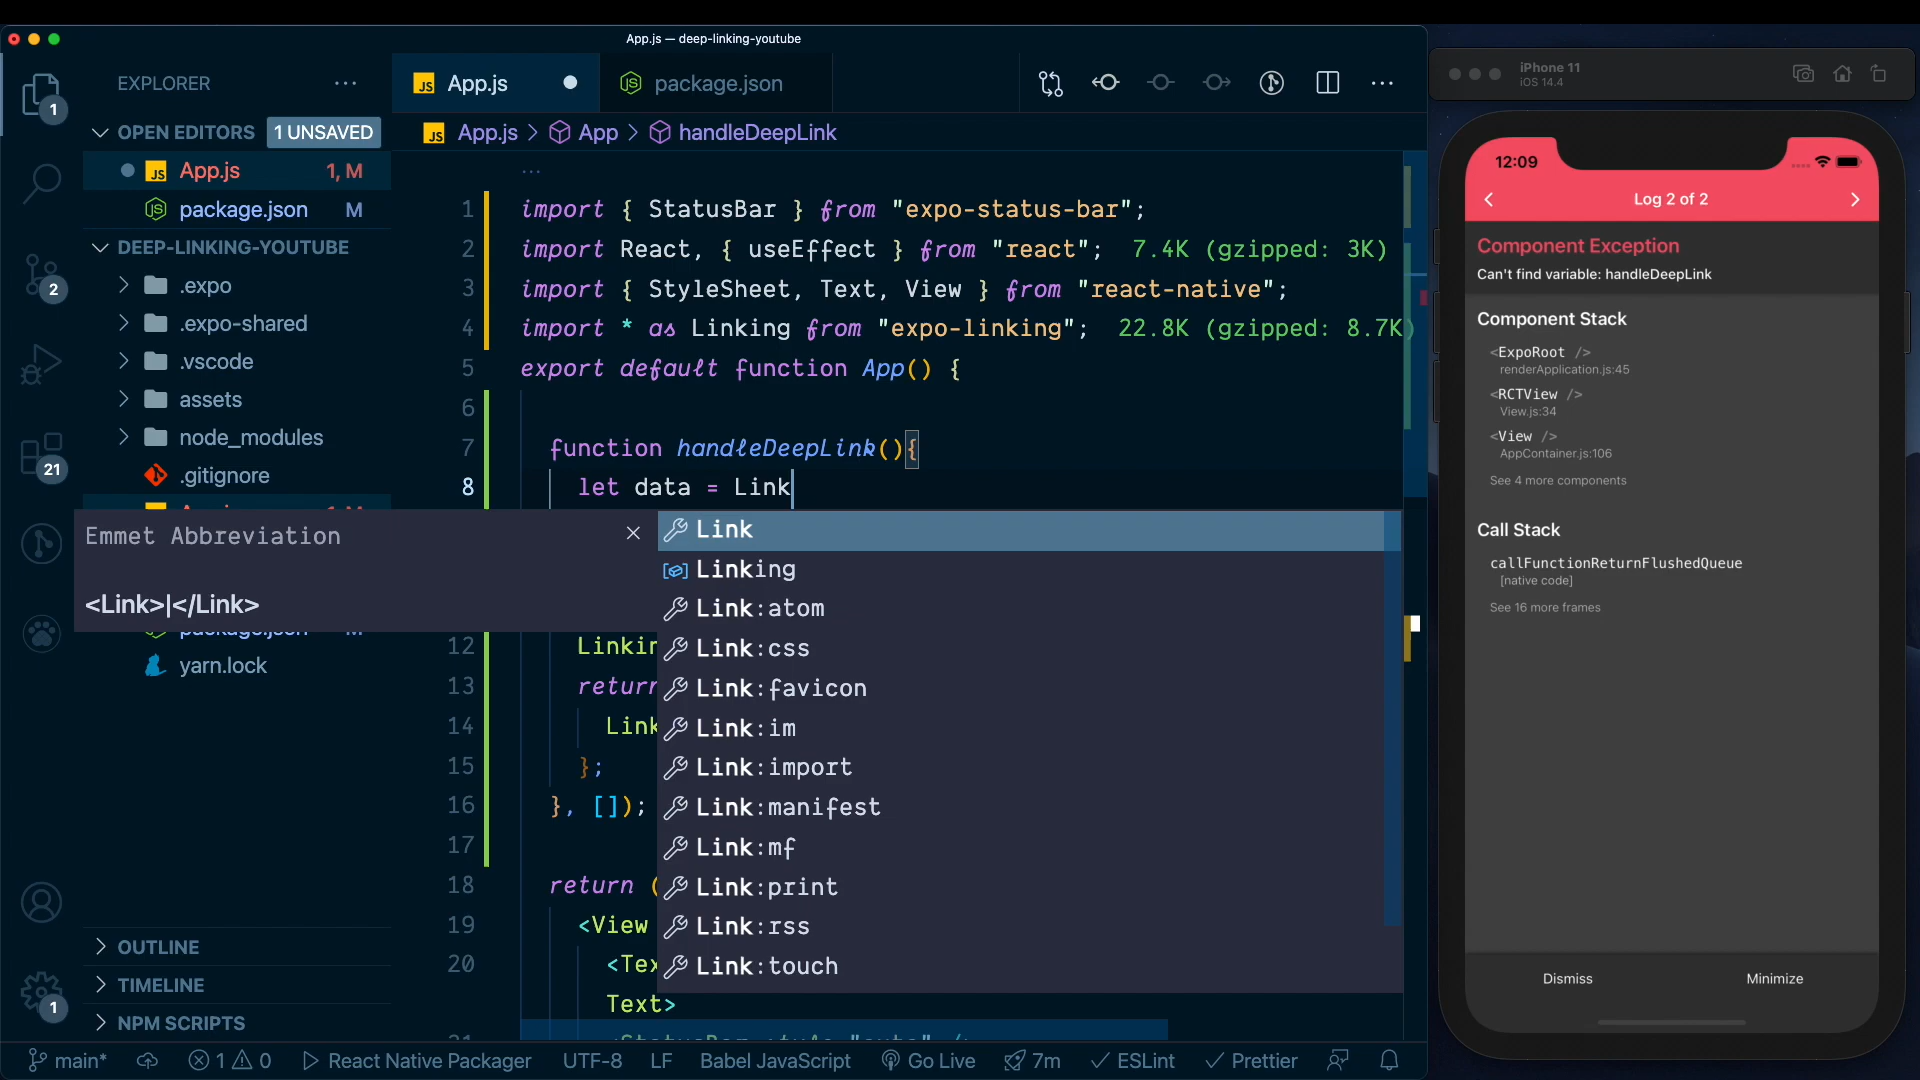 App.js — deep-linking-youtube
EXPLORER
App.js
package.json
1
OPEN EDITORS
1 UNSAVED
App.js
1, M
package.json
M
DEEP-LINKING-YOUTUBE
.expo
.expo-shared
.vscode
assets
node_modules
.gitignore
yarn.lock
2
21
1
OUTLINE
TIMELINE
NPM SCRIPTS
App.js > App > handleDeepLink
...
1 import { StatusBar } from "expo-status-bar";
2 import React, { useEffect } from "react"; 7.4K (gzipped: 3K)
3 import { StyleSheet, Text, View } from "react-native";
4 import * as Linking from "expo-linking"; 22.8K (gzipped: 8.7K)
5 export default function App() {
6
7 function handleDeepLink(){
8 let data = Link
Emmet Abbreviation
<Link>|</Link>
Link
Linking
Link:atom
Link:css
Link:favicon
Link:im
Link:import
Link:manifest
Link:mf
Link:print
Link:rss
Link:touch
12 Linkin
13 return
14 Link
15 };
16 }, []);
17
18 return (
19 <View
20 <Tex
Text>
main*
1
0
React Native Packager
UTF-8
LF
Babel JavaScript
Go Live
7m
ESLint
Prettier
iPhone 11
iOS 14.4
12:09
Log 2 of 2
Component Exception
Can't find variable: handleDeepLink
Component Stack
<ExpoRoot />
renderApplication.js:45
<RCTView />
View.js:34
<View />
AppContainer.js:106
See 4 more components
Call Stack
callFunctionReturnFlushedQueue
[native code]
See 16 more frames
Dismiss
Minimize